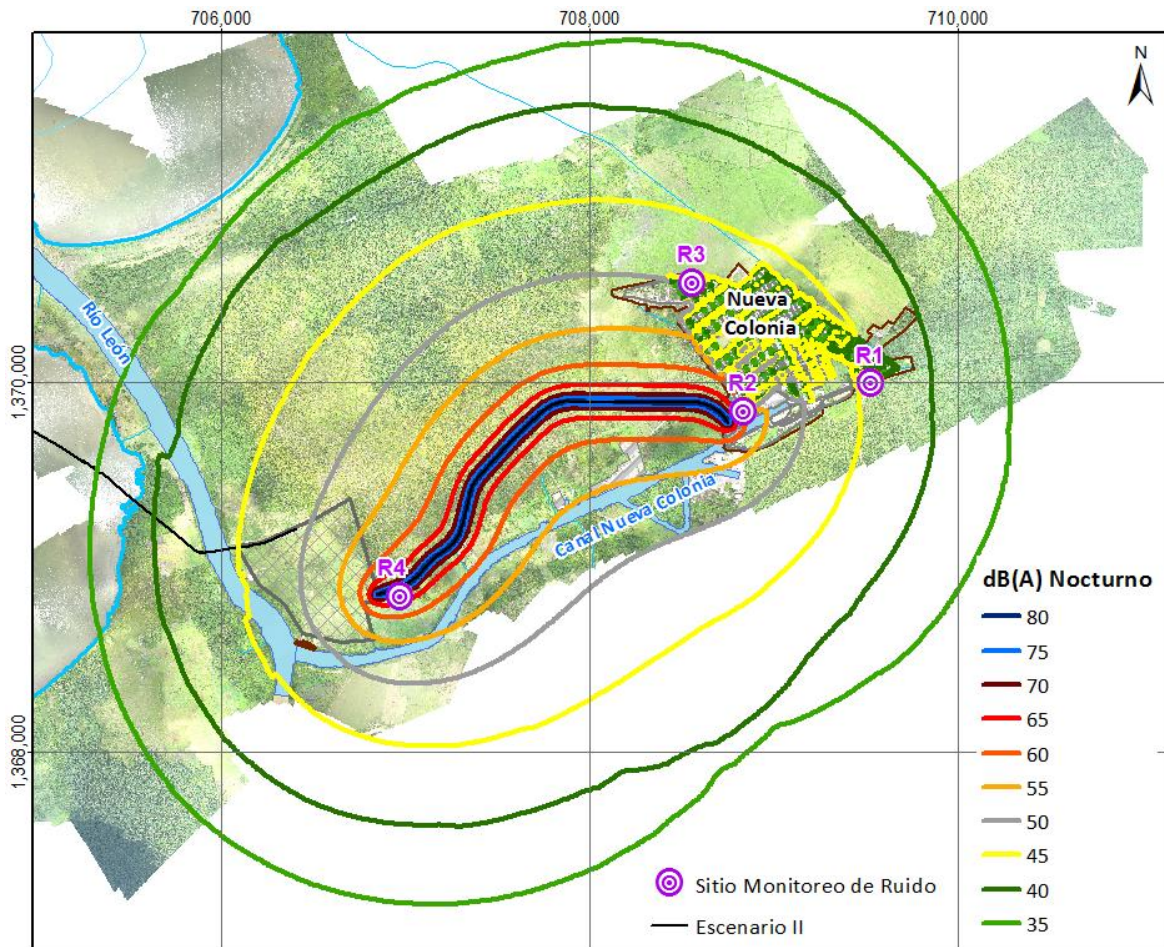 706,000
708,000
710,000
N
R3
Nueva
Colonia
Río León
R1
1,370,000
R2
Canal Nueva Colonia
R4
dB(A) Nocturno
80
75
70
65
60
55
50
45
40
35
1,368,000
Sitio Monitoreo de Ruido
Escenario II